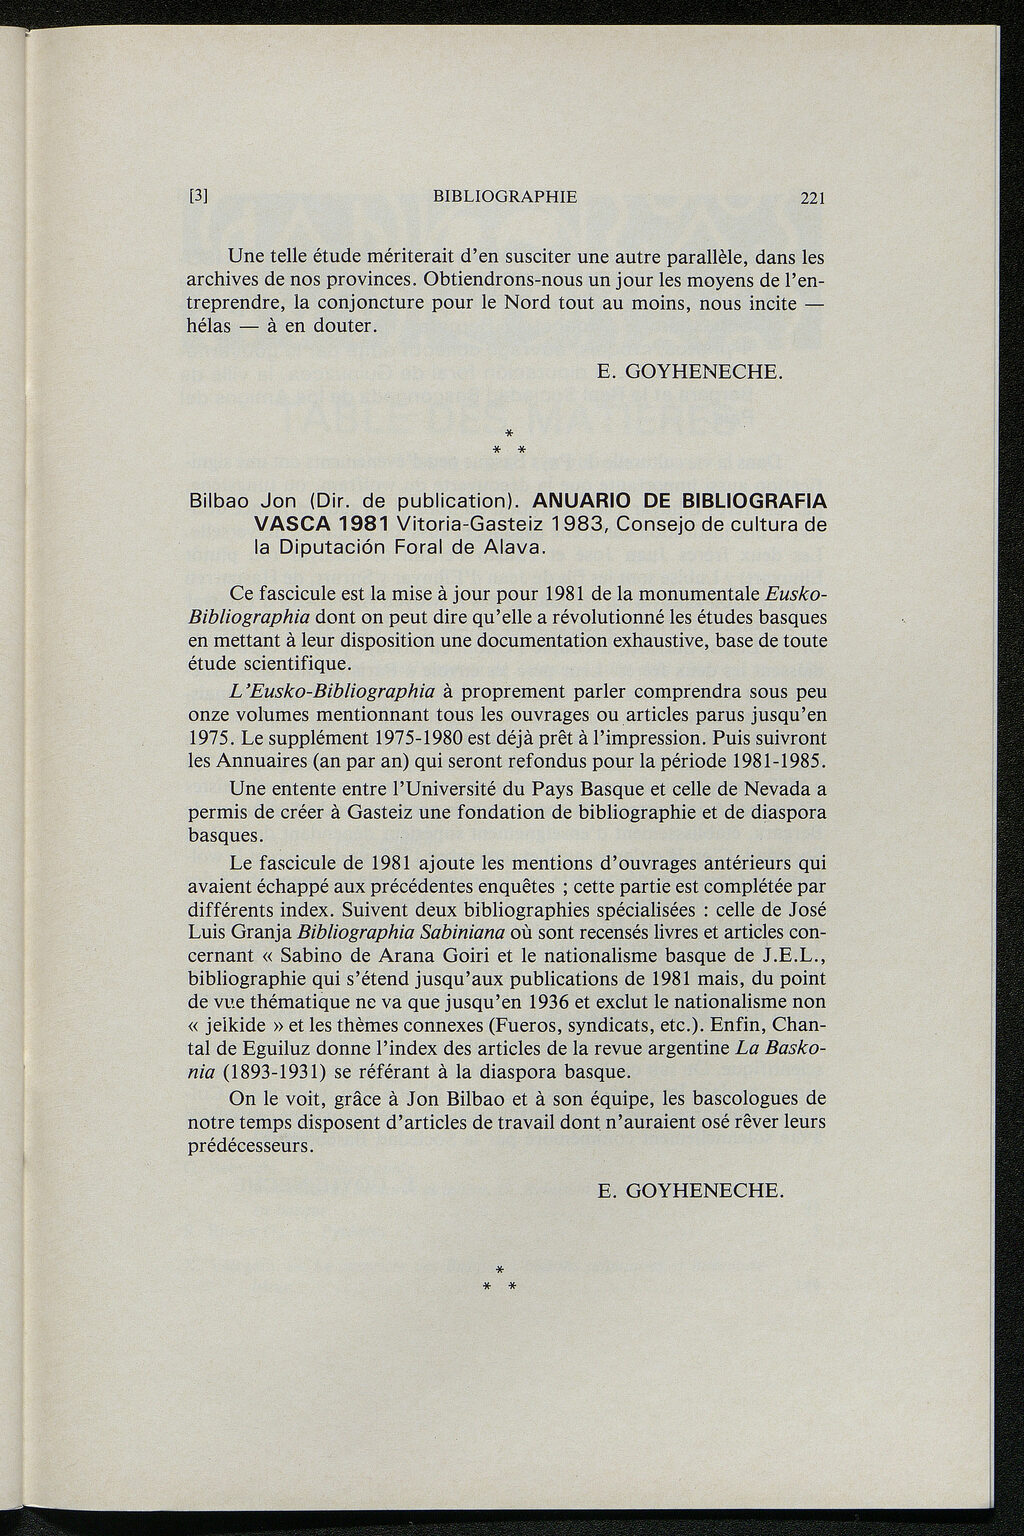 [3] BIBLIOGRAPHIE 221
Une telle étude mériterait d'en susciter une autre parallèle, dans les
archives de nos provinces. Obtiendrons-nous un jour les moyens de l'en-
treprendre, la conjoncture pour le Nord tout au moins, nous incite —
hélas — à en douter.
E. GOYHENECHE.
*
* *
Bilbao Jon (Dir. de publication). ANUARIO DE BIBLIOGRAFIA
VASCA 1981 Vitoria-Gasteiz 1983, Consejo de cultura de
la Diputación Foral de Alava.
Ce fascicule est la mise à jour pour 1981 de la monumentale Eusko-
Bibliographia dont on peut dire qu'elle a révolutionné les études basques
en mettant à leur disposition une documentation exhaustive, base de toute
étude scientifique.
L'Eusko-Bibliographia à proprement parler comprendra sous peu
onze volumes mentionnant tous les ouvrages ou articles parus jusqu'en
1975. Le supplément 1975-1980 est déjà prêt à l'impression. Puis suivront
les Annuaires (an par an) qui seront refondus pour la période 1981-1985.
Une entente entre l'Université du Pays Basque et celle de Nevada a
permis de créer à Gasteiz une fondation de bibliographie et de diaspora
basques.
Le fascicule de 1981 ajoute les mentions d'ouvrages antérieurs qui
avaient échappé aux précédentes enquêtes ; cette partie est complétée par
différents index. Suivent deux bibliographies spécialisées : celle de José
Luis Granja Bibliographia Sabiniana où sont recensés livres et articles con-
cernant « Sabino de Arana Goiri et le nationalisme basque de J.E.L.,
bibliographie qui s'étend jusqu'aux publications de 1981 mais, du point
de vue thématique ne va que jusqu'en 1936 et exclut le nationalisme non
« jelkide » et les thèmes connexes (Fueros, syndicats, etc.). Enfin, Chan-
tal de Eguiluz donne l'index des articles de la revue argentine La Basko-
nia (1893-1931) se référant à la diaspora basque.
On le voit, grâce à Jon Bilbao et à son équipe, les bascologues de
notre temps disposent d'articles de travail dont n'auraient osé rêver leurs
prédécesseurs.
E. GOYHENECHE.
*
* *